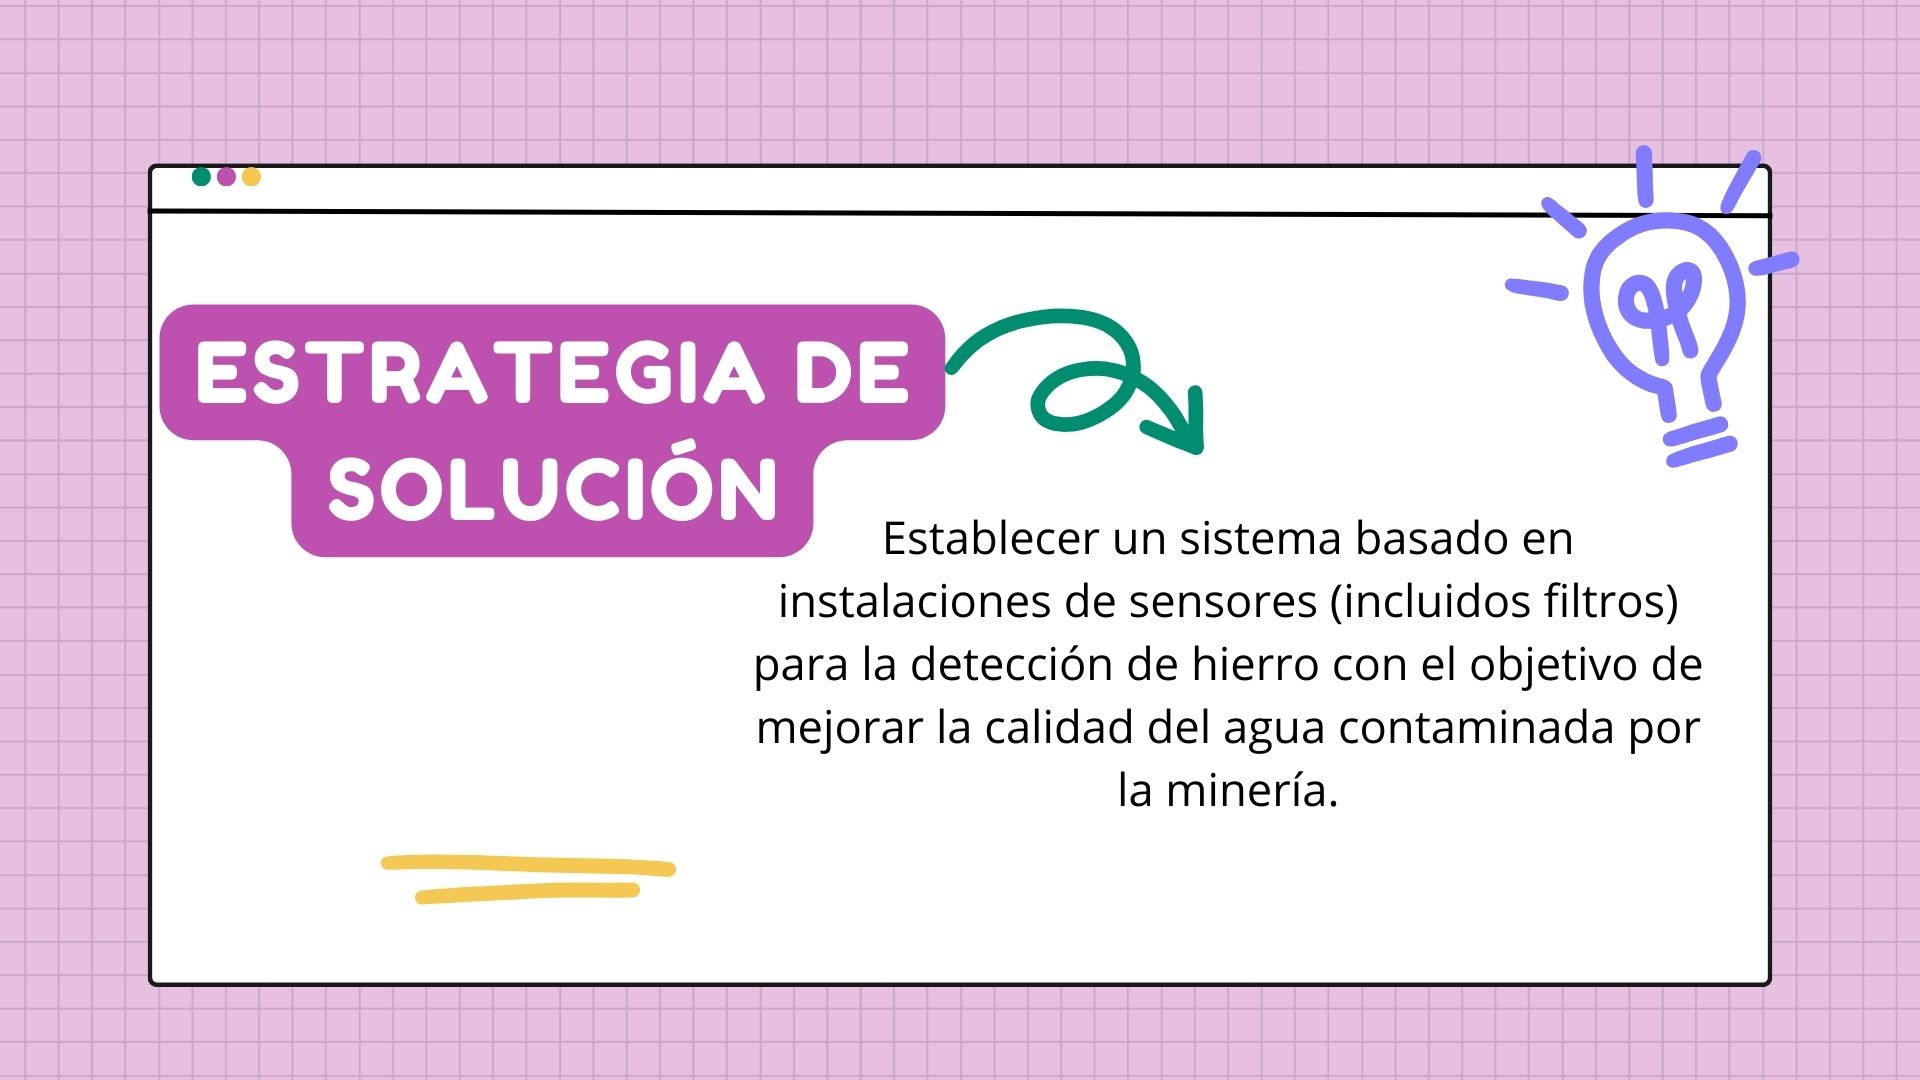 ESTRATEGIA DE
SOLUCIÓN
Establecer un sistema basado en
instalaciones de sensores (incluidos filtros)
para la detección de hierro con el objetivo de
mejorar la calidad del agua contaminada por
la minería.